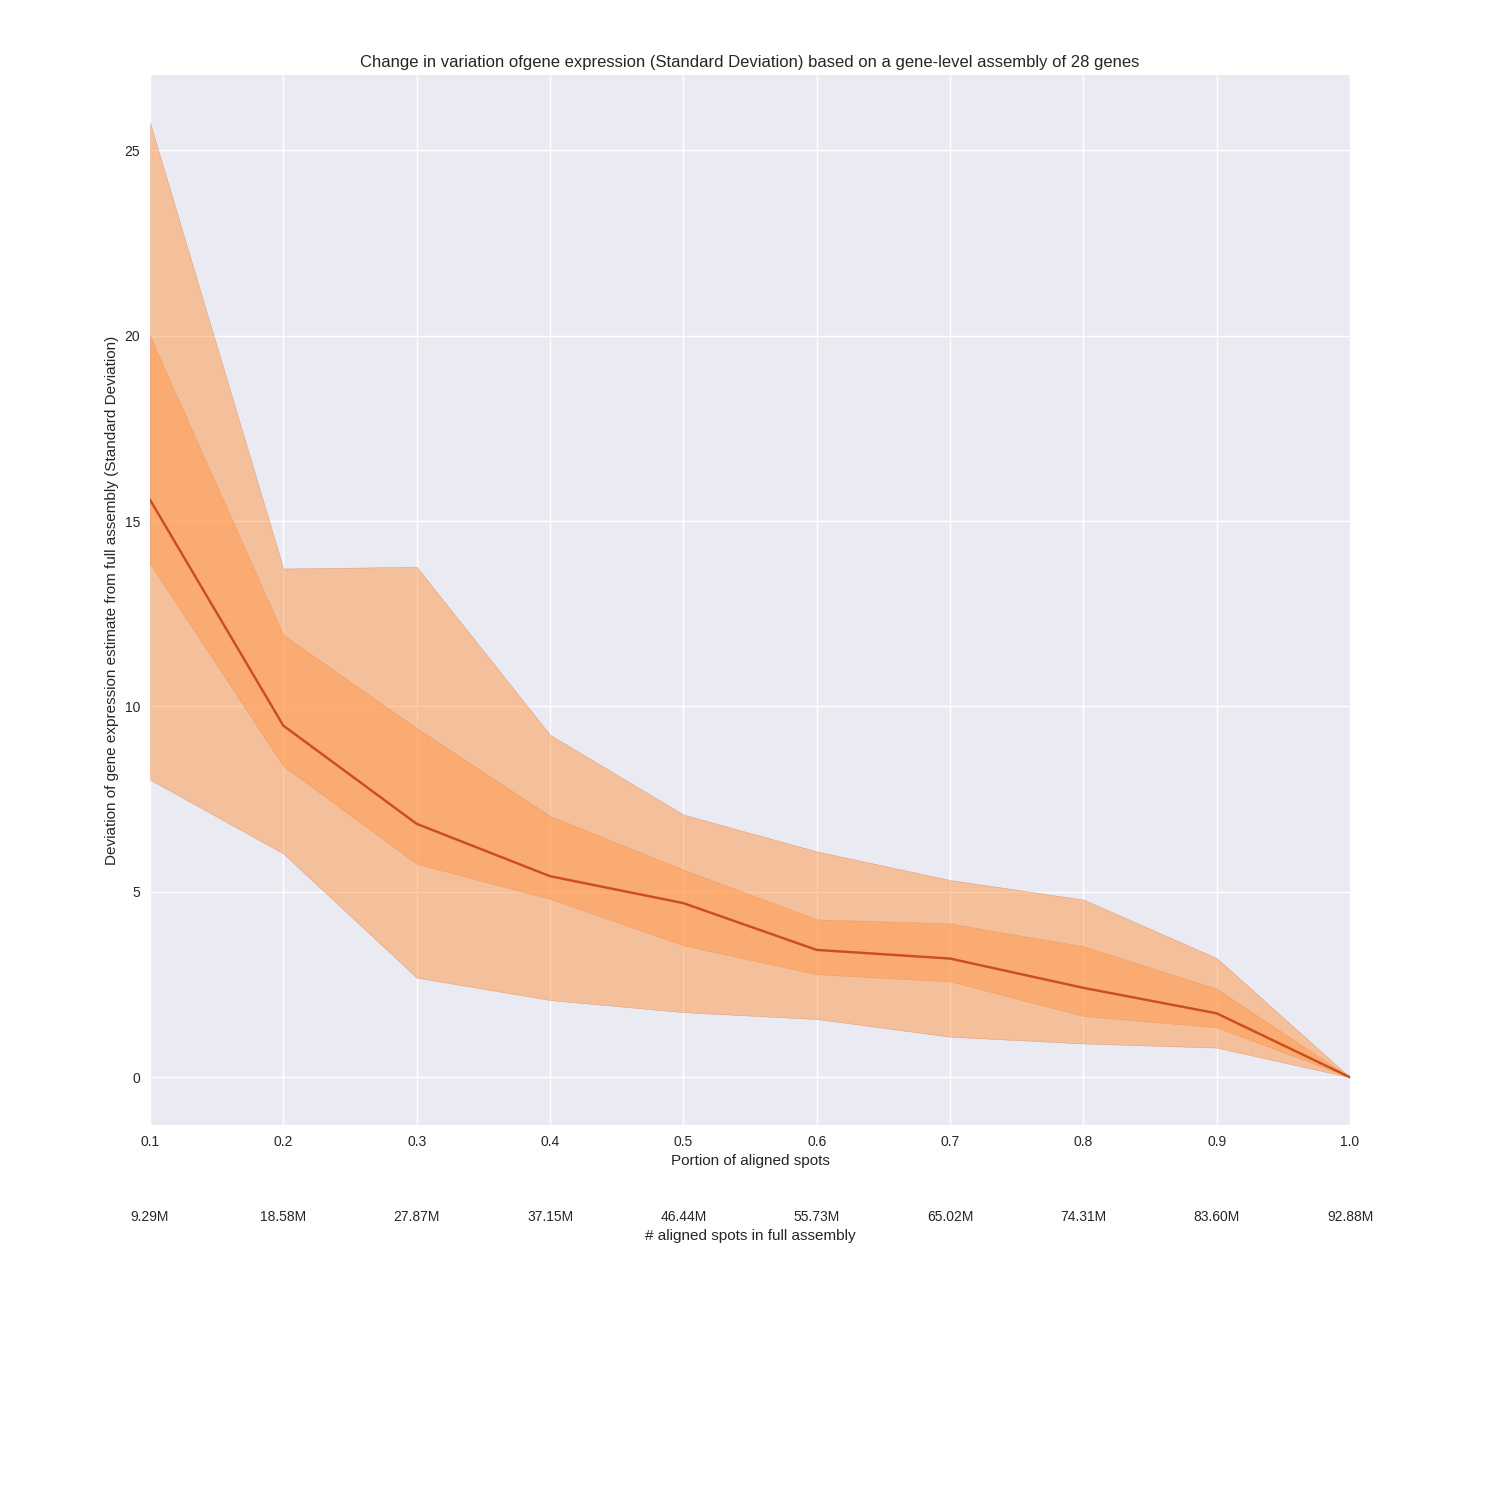 Change in variation ofgene expression (Standard Deviation) based on a gene-level assembly of 28 genes
Deviation of gene expression estimate from full assembly (Standard Deviation)
25
20
15
10
5
0
0.1 0.2 0.3 0.4 0.5 0.6 0.7 0.8 0.9 1.0
Portion of aligned spots
9.29M 18.58M 27.87M 37.15M 46.44M 55.73M 65.02M 74.31M 83.60M 92.88M
# aligned spots in full assembly